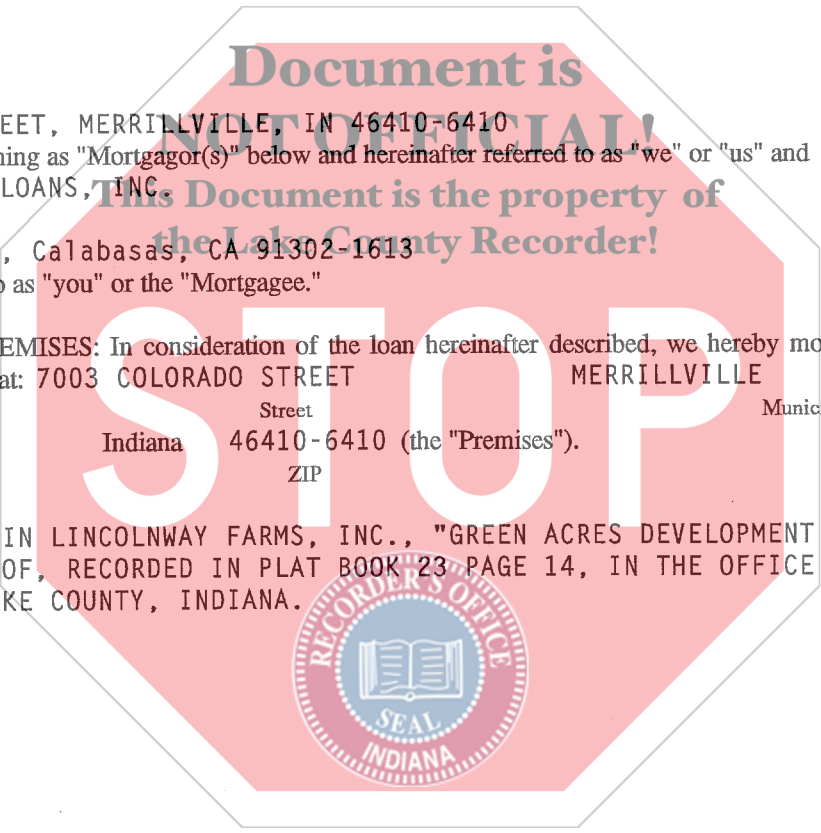 Document is
EET, MERRILLVILLE, IN 46410-6410
NOT OFFICIAL!
ning as "Mortgagor(s)" below and hereinafter referred to as "we" or "us" and
LOANS, INC.
This Document is the property of
the Lake County Recorder!
, Calabasas, CA 91302-1613
o as "you" or the "Mortgagee."
EMISES: In consideration of the loan hereinafter described, we hereby mo
at: 7003 COLORADO STREET MERRILLVILLE
Street Munic
Indiana 46410-6410 (the "Premises").
ZIP
STOP
IN LINCOLNWAY FARMS, INC., "GREEN ACRES DEVELOPMENT
OF, RECORDED IN PLAT BOOK 23 PAGE 14, IN THE OFFICE
KE COUNTY, INDIANA.
RECORDER'S OFFICE
SEAL
INDIANA